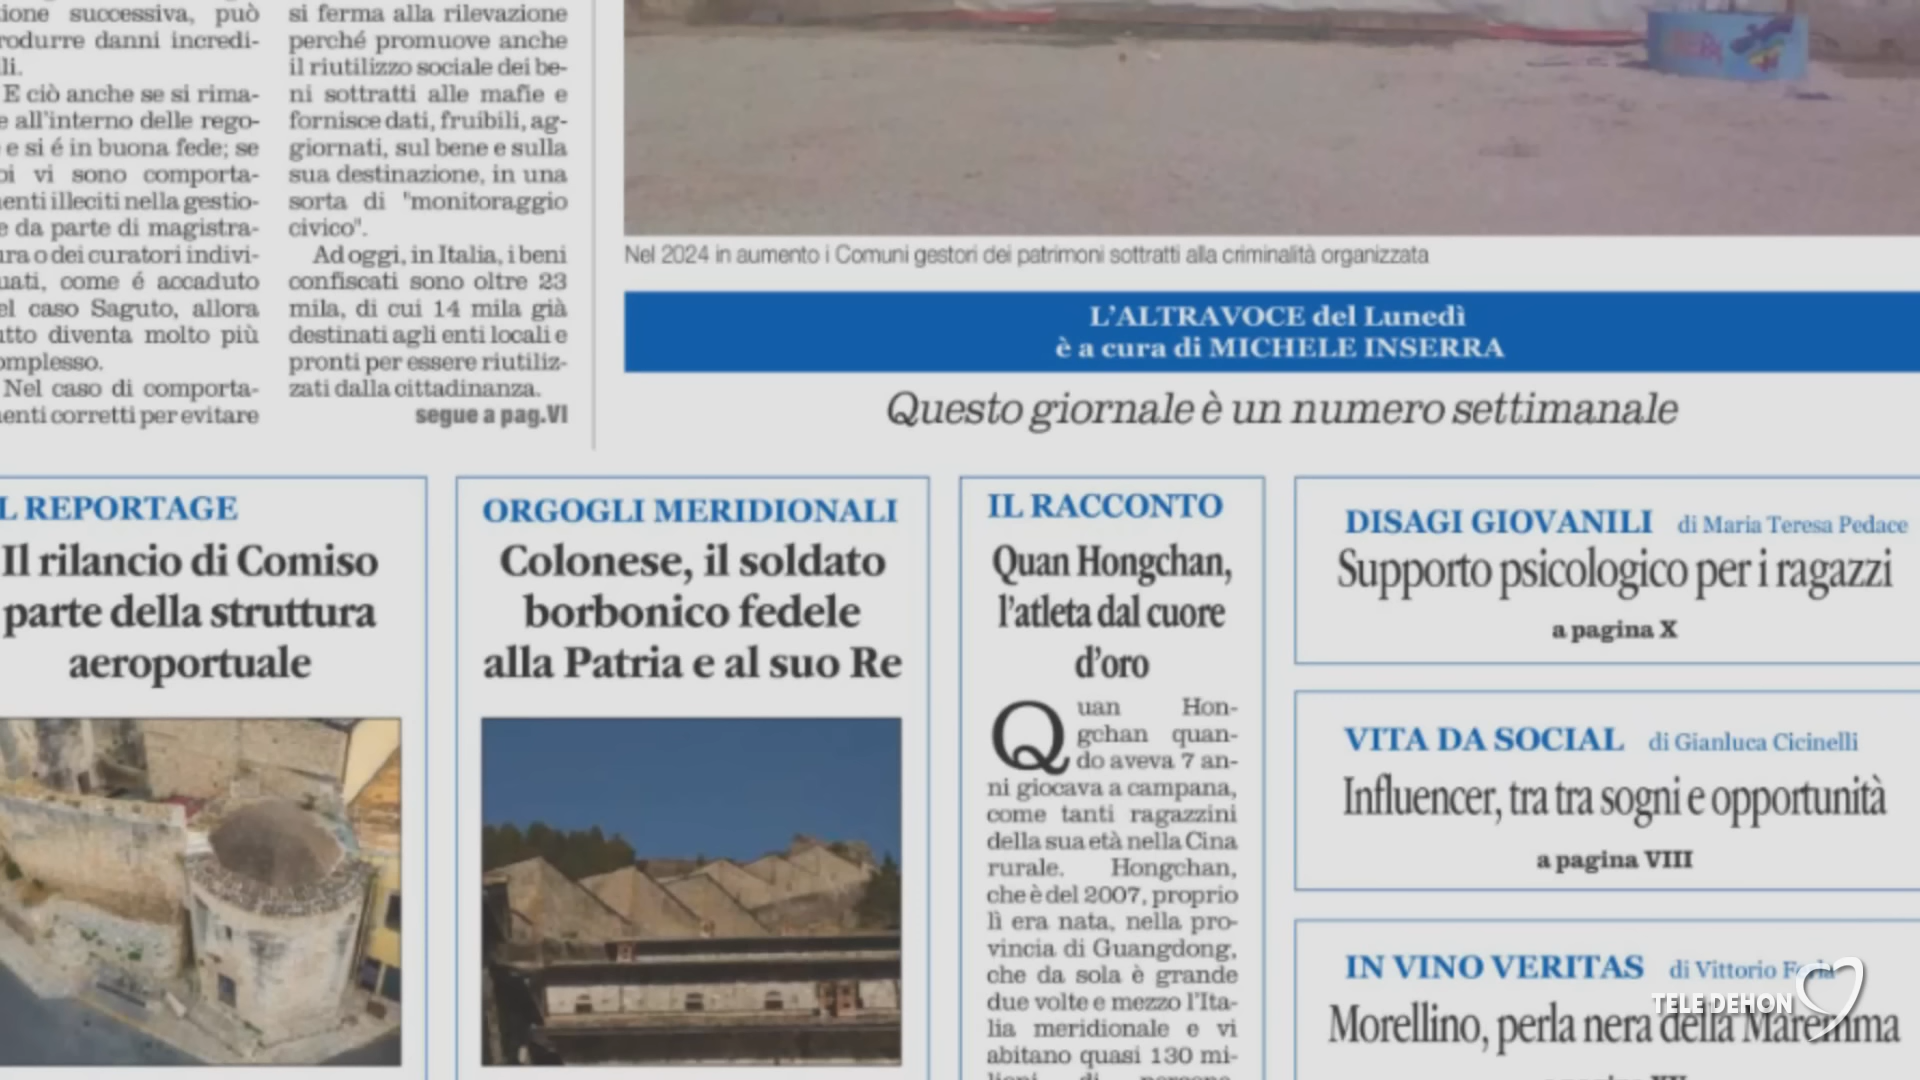 zione successiva, può
rodurre danni incredi-
li.
E ciò anche se si rima-
e all'interno delle rego-
e si é in buona fede; se
oi vi sono comporta-
enti illeciti nella gestio-
e da parte di magistra-
ura o dei curatori indivi-
uati, come é accaduto
el caso Saguto, allora
utto diventa molto più
omplesso.
Nel caso di comporta-
enti corretti per evitare
si ferma alla rilevazione
perché promuove anche
il riutilizzo sociale dei be-
ni sottratti alle mafie e
fornisce dati, fruibili, ag-
giornati, sul bene e sulla
sua destinazione, in una
sorta di "monitoraggio
civico".
Ad oggi, in Italia, i beni
confiscati sono oltre 23
mila, di cui 14 mila già
destinati agli enti locali e
pronti per essere riutiliz-
zati dalla cittadinanza.
segue a pag.VI
Nel 2024 in aumento i Comuni gestori dei patrimoni sottratti alla criminalità organizzata
L'ALTRAVOCE del Lunedì
è a cura di MICHELE INSERRA
Questo giornale è un numero settimanale
L REPORTAGE
Il rilancio di Comiso
parte della struttura
aeroportuale
ORGOGLI MERIDIONALI
Colonese, il soldato
borbonico fedele
alla Patria e al suo Re
IL RACCONTO
Quan Hongchan,
l'atleta dal cuore
d'oro
Quan Hon-
gchan quan-
do aveva 7 an-
ni giocava a campana,
come tanti ragazzini
della sua età nella Cina
rurale. Hongchan,
che è del 2007, proprio
lì era nata, nella pro-
vincia di Guangdong,
che da sola è grande
due volte e mezzo l'Ita-
lia meridionale e vi
abitano quasi 130 mi-
lioni di persone.
DISAGI GIOVANILI di Maria Teresa Pedace
Supporto psicologico per i ragazzi
a pagina X
VITA DA SOCIAL di Gianluca Cicinelli
Influencer, tra tra sogni e opportunità
a pagina VIII
IN VINO VERITAS di Vittorio Ferla
Morellino, perla nera della Maremma
TELE DEHON